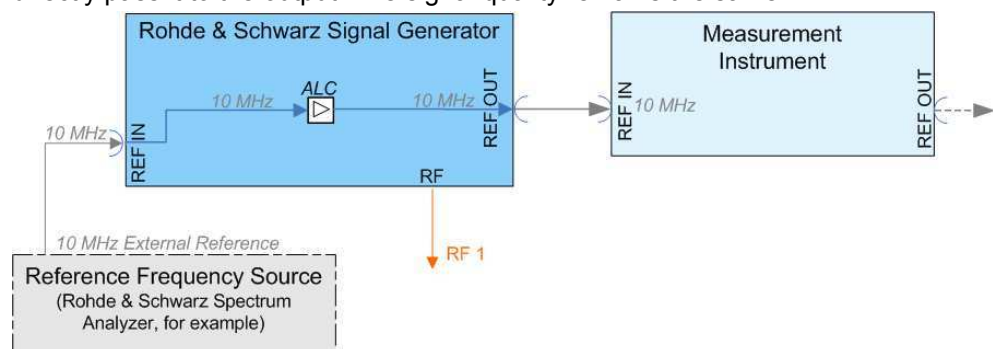 Rohde & Schwarz Signal Generator
Measurement
Instrument
ALC
10 MHz
10 MHz
REF OUT
REF IN
10 MHz
REF OUT
10 MHz
REF IN
RF
RF 1
10 MHz External Reference
Reference Frequency Source
(Rohde & Schwarz Spectrum
Analyzer, for example)